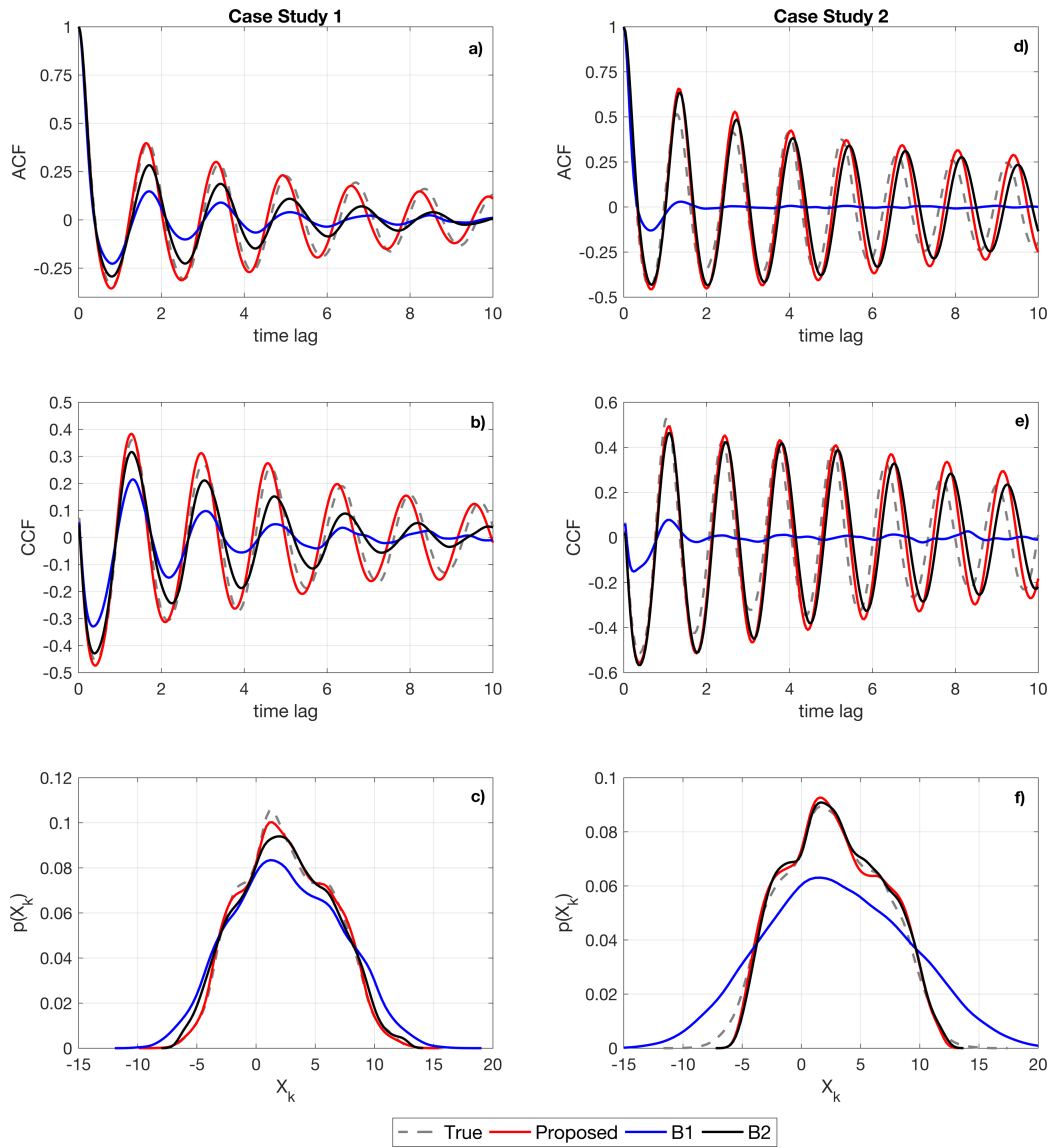 Case Study 1
a)
ACF
1
0.75
0.5
0.25
0
-0.25
0 2 4 6 8 10
time lag
Case Study 2
d)
ACF
1
0.75
0.5
0.25
0
-0.25
-0.5
0 2 4 6 8 10
time lag
b)
CCF
0.5
0.4
0.3
0.2
0.1
0
-0.1
-0.2
-0.3
-0.4
-0.5
0 2 4 6 8 10
time lag
e)
CCF
0.6
0.4
0.2
0
-0.2
-0.4
-0.6
0 2 4 6 8 10
time lag
c)
p(X_k)
0.12
0.1
0.08
0.06
0.04
0.02
0
-15 -10 -5 0 5 10 15 20
X_k
f)
p(X_k)
0.1
0.08
0.06
0.04
0.02
0
-15 -10 -5 0 5 10 15 20
X_k
True Proposed B1 B2